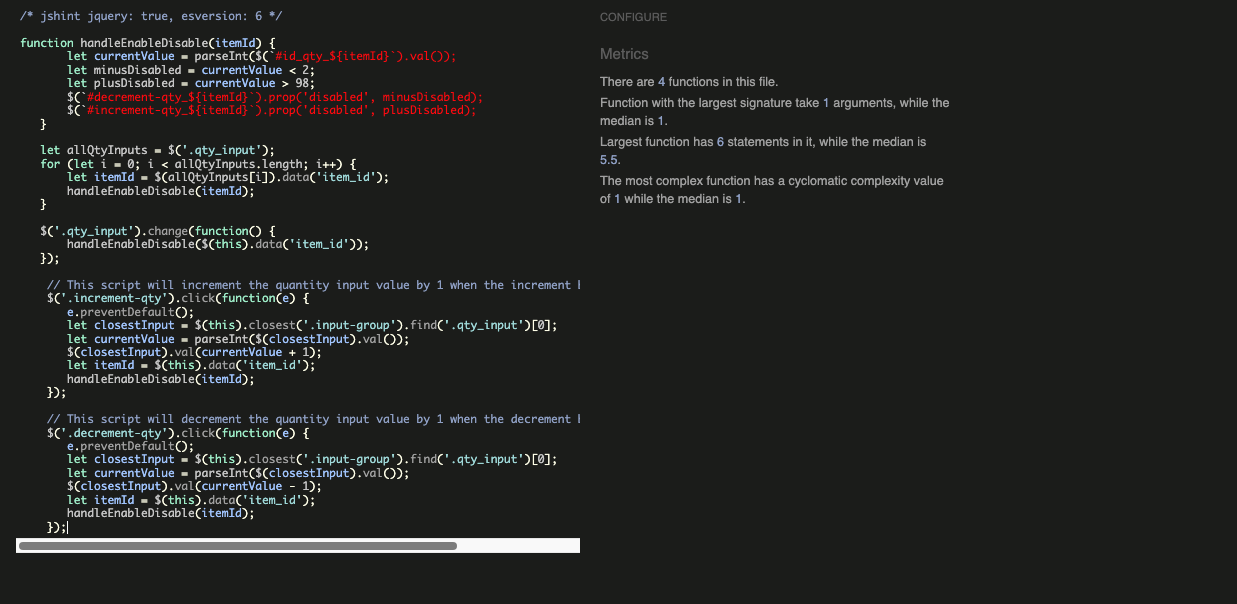 /* jshint jquery: true, esversion: 6 */
function handleEnableDisable(itemId) {
let currentValue = parseInt($(`#id_qty_${itemId}`).val());
let minusDisabled = currentValue < 2;
let plusDisabled = currentValue > 98;
$(`#decrement-qty_${itemId}`).prop('disabled', minusDisabled);
$(`#increment-qty_${itemId}`).prop('disabled', plusDisabled);
}
let allQtyInputs = $('.qty_input');
for (let i = 0; i < allQtyInputs.length; i++) {
let itemId = $(allQtyInputs[i]).data('item_id');
handleEnableDisable(itemId);
}
$('.qty_input').change(function() {
handleEnableDisable($(this).data('item_id'));
});
// This script will increment the quantity input value by 1 when the increment
$('.increment-qty').click(function(e) {
e.preventDefault();
let closestInput = $(this).closest('.input-group').find('.qty_input')[0];
let currentValue = parseInt($(closestInput).val());
$(closestInput).val(currentValue + 1);
let itemId = $(this).data('item_id');
handleEnableDisable(itemId);
});
// This script will decrement the quantity input value by 1 when the decrement
$('.decrement-qty').click(function(e) {
e.preventDefault();
let closestInput = $(this).closest('.input-group').find('.qty_input')[0];
let currentValue = parseInt($(closestInput).val());
$(closestInput).val(currentValue - 1);
let itemId = $(this).data('item_id');
handleEnableDisable(itemId);
});
CONFIGURE
Metrics
There are 4 functions in this file.
Function with the largest signature take 1 arguments, while the
median is 1.
Largest function has 6 statements in it, while the median is
5.5.
The most complex function has a cyclomatic complexity value
of 1 while the median is 1.